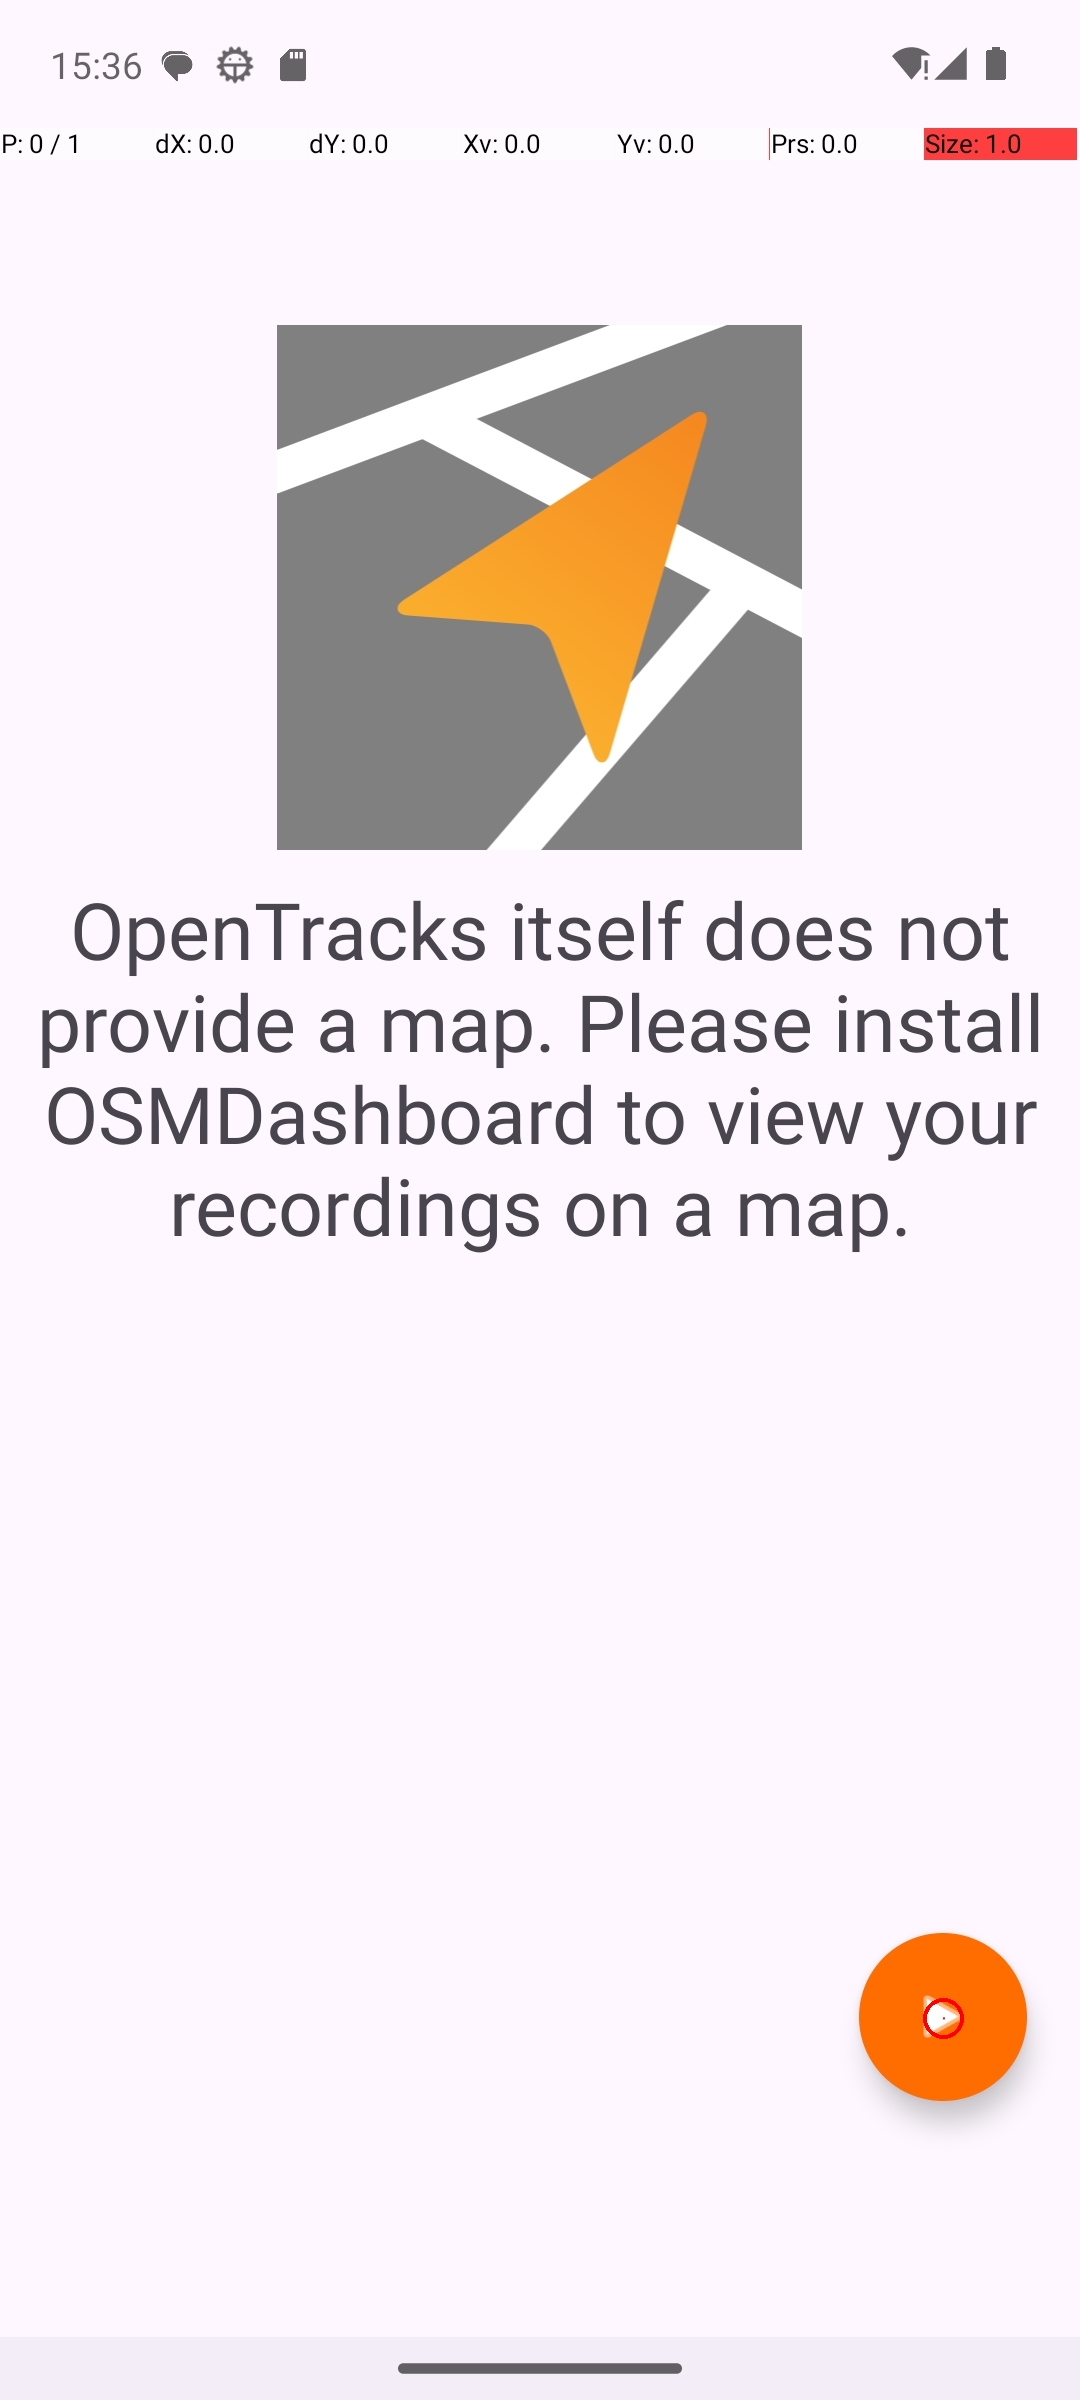 15:36
P: 0 / 1 dX: 0.0 dY: 0.0 Xv: 0.0 Yv: 0.0 Prs: 0.0 Size: 1.0
OpenTracks itself does not
provide a map. Please install
OSMDashboard to view your
recordings on a map.